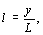 l = y/L,